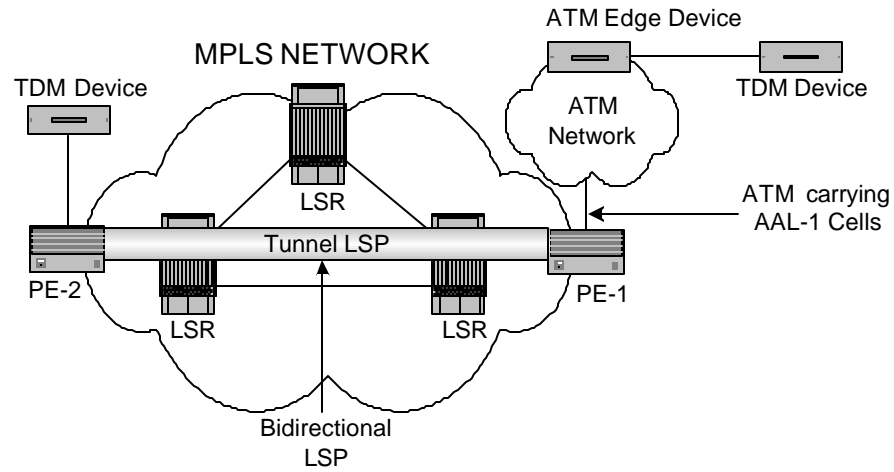 ATM Edge Device
MPLS NETWORK
TDM Device
TDM Device
ATM
Network
LSR
ATM carrying
AAL-1 Cells
Tunnel LSP
PE-2
PE-1
LSR
LSR
Bidirectional
LSP